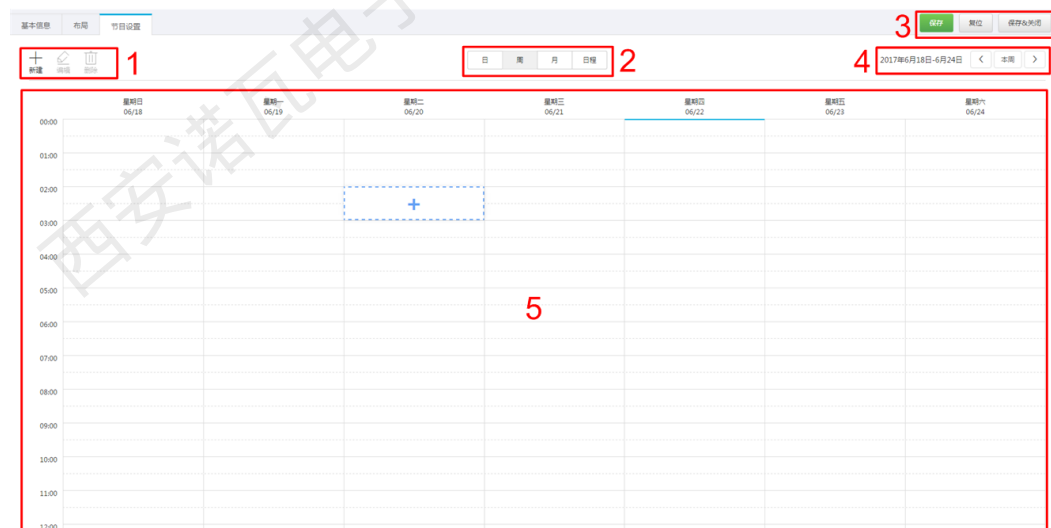 基本信息 布局 节目设置
3 保存 复位 保存&关闭
新建 编辑 删除 1
日 周 月 日程 2
4 2017年6月18日-6月24日 < 本周 >
星期日 星期一 星期二 星期三 星期四 星期五 星期六
06/18 06/19 06/20 06/21 06/22 06/23 06/24
00:00
01:00
02:00
03:00
04:00
05:00
5
06:00
07:00
08:00
09:00
10:00
11:00
12:00
西安诺瓦电子